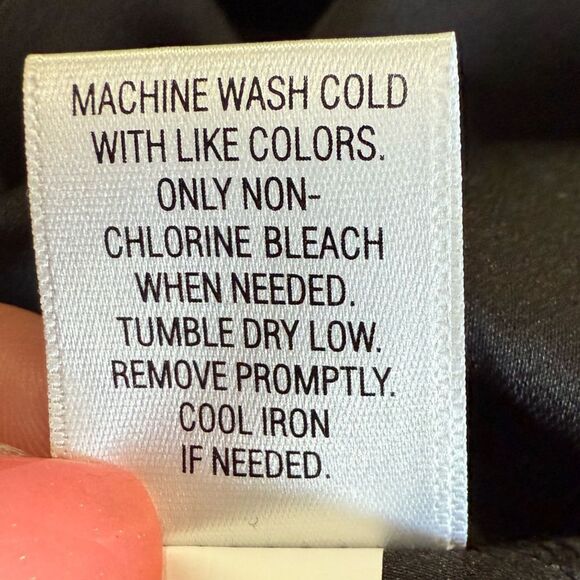 MACHINE WASH COLD
WITH LIKE COLORS.
ONLY NON-
CHLORINE BLEACH
WHEN NEEDED.
TUMBLE DRY LOW.
REMOVE PROMPTLY.
COOL IRON
IF NEEDED.